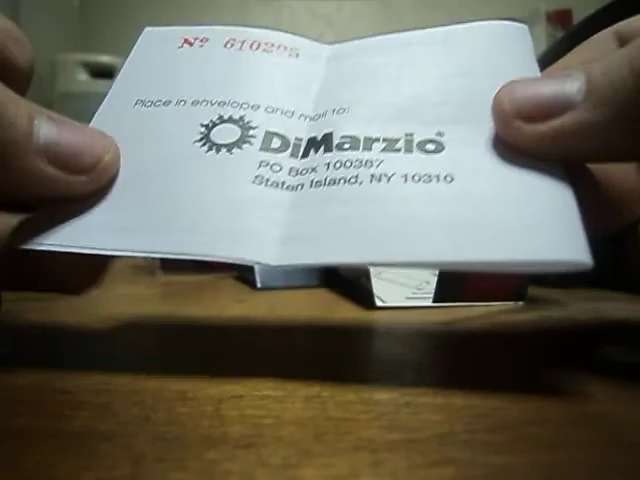 Nº 610295
Place in envelope and mail to:
DiMarzio®
PO Box 100387
Staten Island, NY 10310